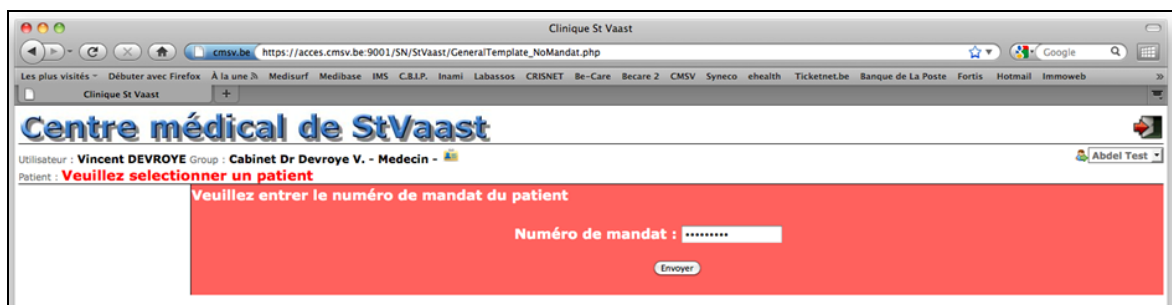 Clinique St Vaast
cmsv.be https://acces.cmsv.be:9001/SN/StVaast/GeneralTemplate_NoMandat.php Google
Les plus visités Débuter avec Firefox À la une Medisurf Medibase IMS C.B.I.P. Inami Labassos CRISNET Be-Care Becare 2 CMSV Syneco ehealth Ticketnet.be Banque de La Poste Fortis Hotmail Immoweb »
Clinique St Vaast +
Centre médical de StVaast
Utilisateur : Vincent DEVROYE Group : Cabinet Dr Devroye V. - Medecin - Abdel Test
Patient : Veuillez selectionner un patient
Veuillez entrer le numéro de mandat du patient
Numéro de mandat : •••••••••
Envoyer